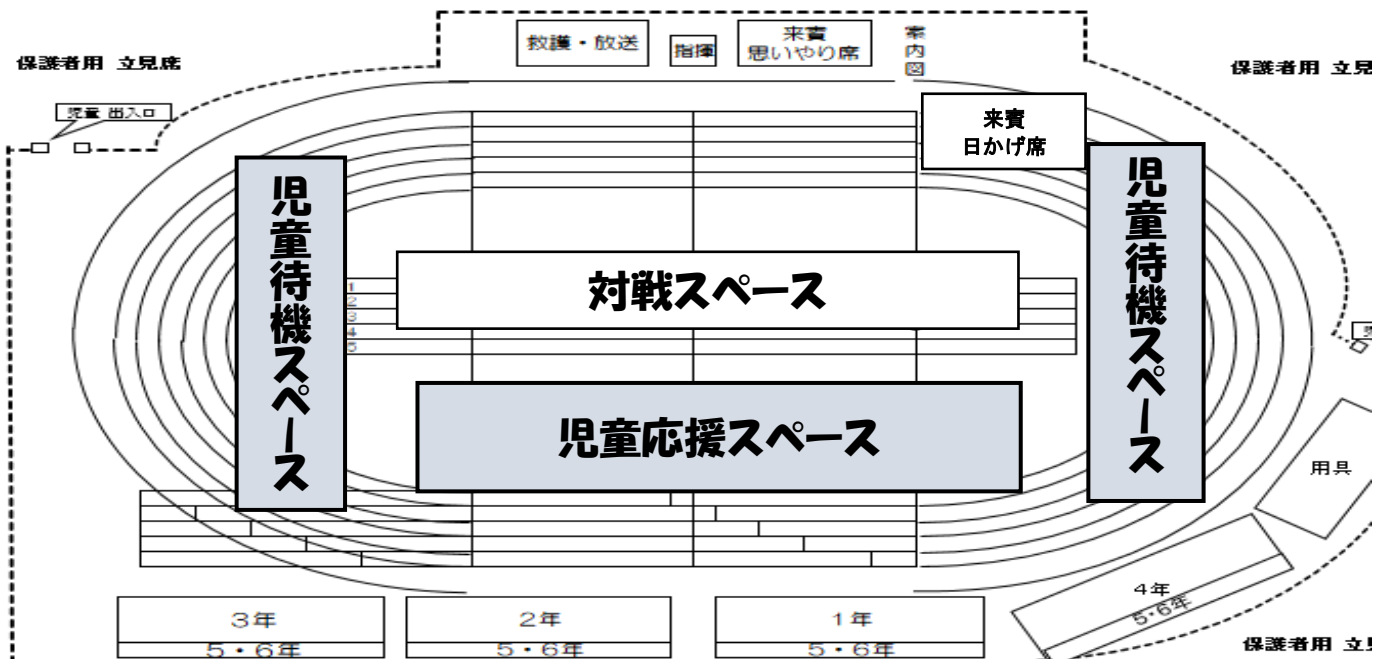 救護・放送
指揮
来賓
思いやり席
案内図
保護者用 立見席
保護者用 立見
児童 出入口
来賓
日かげ席
児童待機スペース
対戦スペース
児童待機スペース
1
2
3
4
5
児童応援スペース
用具
4年
5・6年
3年
5・6年
2年
5・6年
1年
5・6年
保護者用 立見